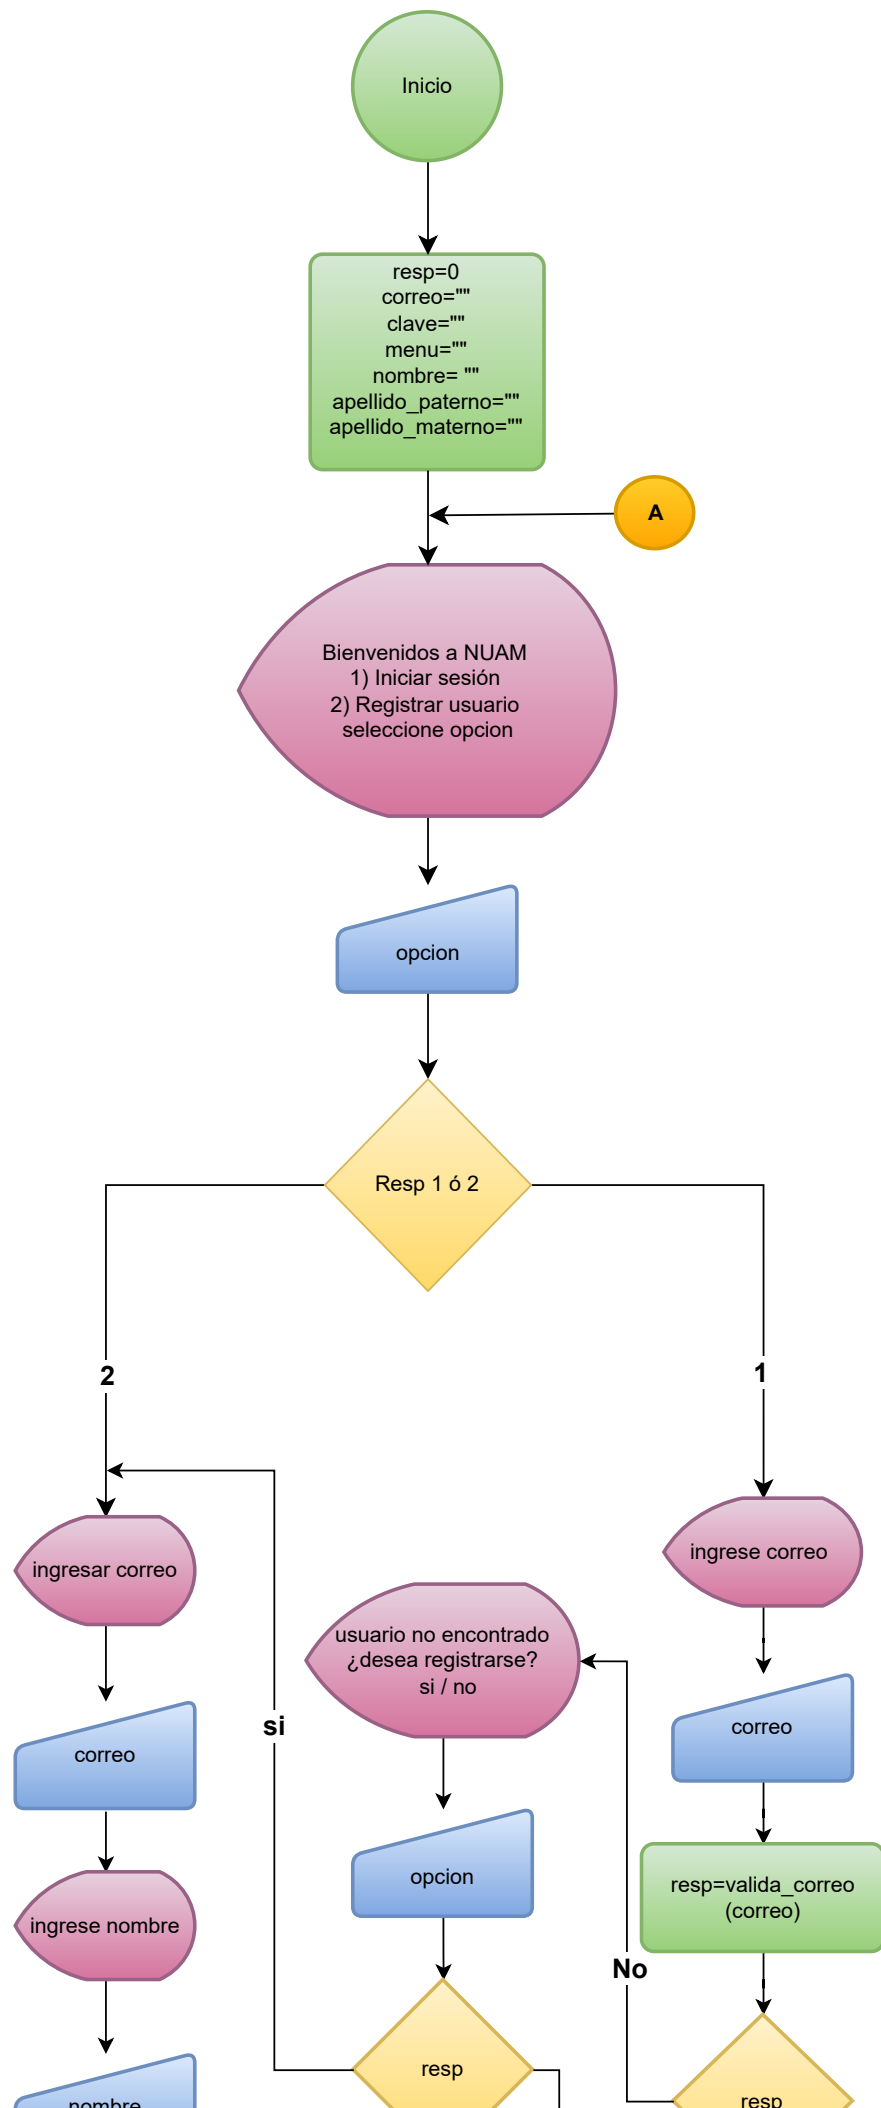 Inicio
resp=0
correo=""
clave=""
menu=""
nombre= ""
apellido_paterno=""
apellido_materno=""
A
Bienvenidos a NUAM
1) Iniciar sesión
2) Registrar usuario
seleccione opcion
opcion
Resp 1 ó 2
2
1
ingresar correo
correo
ingrese nombre
nombre
si
usuario no encontrado
¿desea registrarse?
si / no
opcion
resp
No
ingrese correo
correo
resp=valida_correo
(correo)
resp